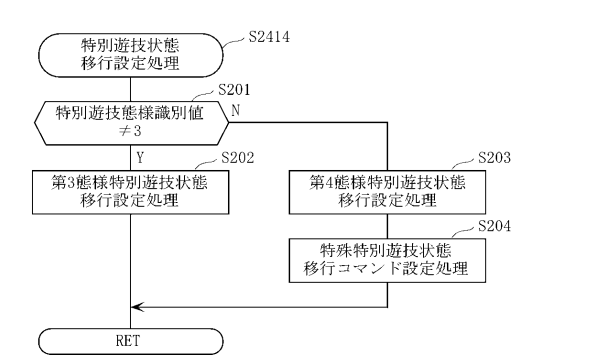 特別遊技状態
移行設定処理
S2414
S201
特別遊技態様識別値
≠3
N
Y
S202
第3態様特別遊技状態
移行設定処理
S203
第4態様特別遊技状態
移行設定処理
S204
特殊特別遊技状態
移行コマンド設定処理
RET